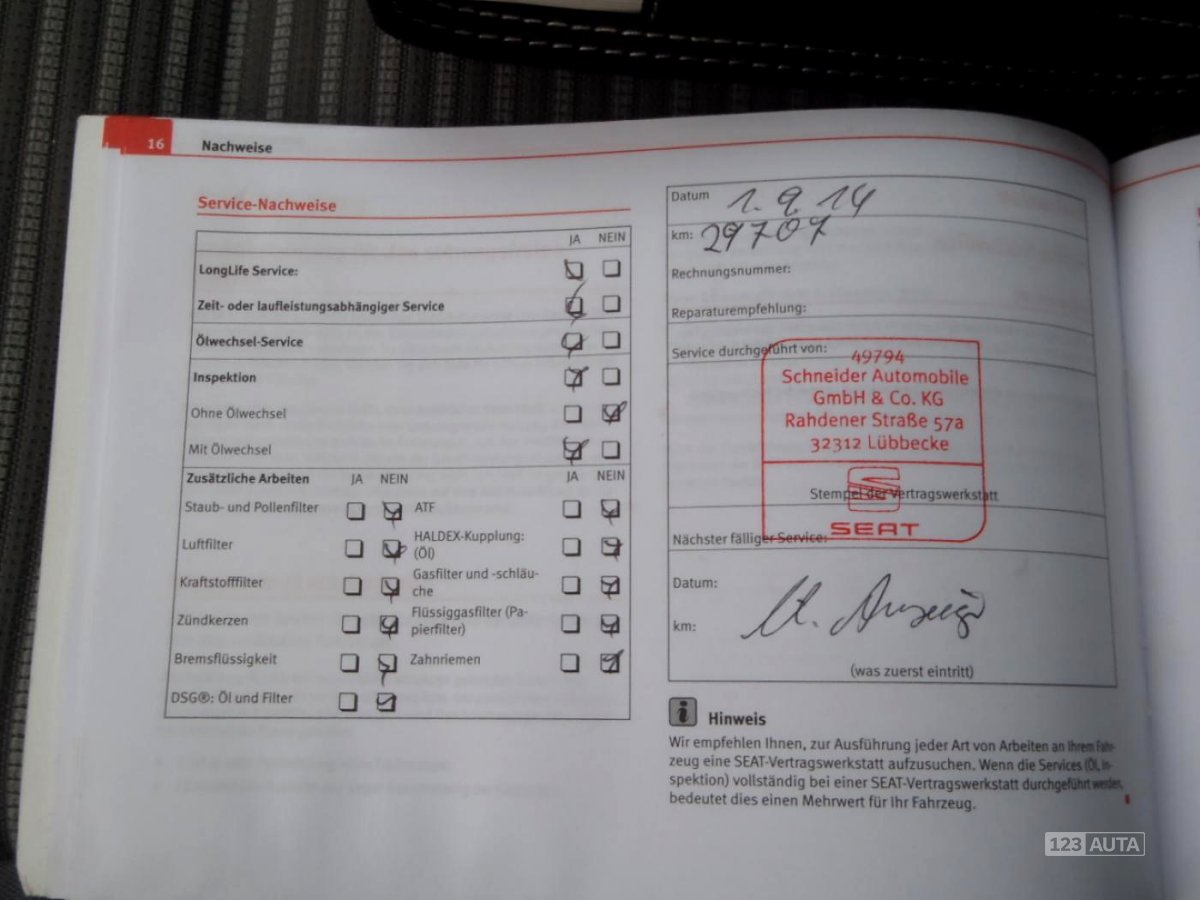 16 Nachweise
Service-Nachweise
JA NEIN
LongLife Service:
Zeit- oder laufleistungsabhängiger Service
Ölwechsel-Service
Inspektion
Ohne Ölwechsel
Mit Ölwechsel
Zusätzliche Arbeiten JA NEIN JA NEIN
Staub- und Pollenfilter ATF
Luftfilter HALDEX-Kupplung:
(Öl)
Kraftstofffilter Gasfilter und -schläu-
che
Zündkerzen Flüssiggasfilter (Pa-
pierfilter)
Bremsflüssigkeit Zahnriemen
DSG®: Öl und Filter
Datum 1. 9. 14
km: 29707
Rechnungsnummer:
Reparaturempfehlung:
Service durchgeführt von:
49794
Schneider Automobile
GmbH & Co. KG
Rahdener Straße 57a
32312 Lübbecke
Stempel der Vertragswerkstatt
SEAT
Nächster fälliger Service:
Datum:
km: lt. Anzeige
(was zuerst eintritt)
Hinweis
Wir empfehlen Ihnen, zur Ausführung jeder Art von Arbeiten an Ihrem Fahr-
zeug eine SEAT-Vertragswerkstatt aufzusuchen. Wenn die Services (Öl, In-
spektion) vollständig bei einer SEAT-Vertragswerkstatt durchgeführt werden,
bedeutet dies einen Mehrwert für Ihr Fahrzeug.
123 AUTA